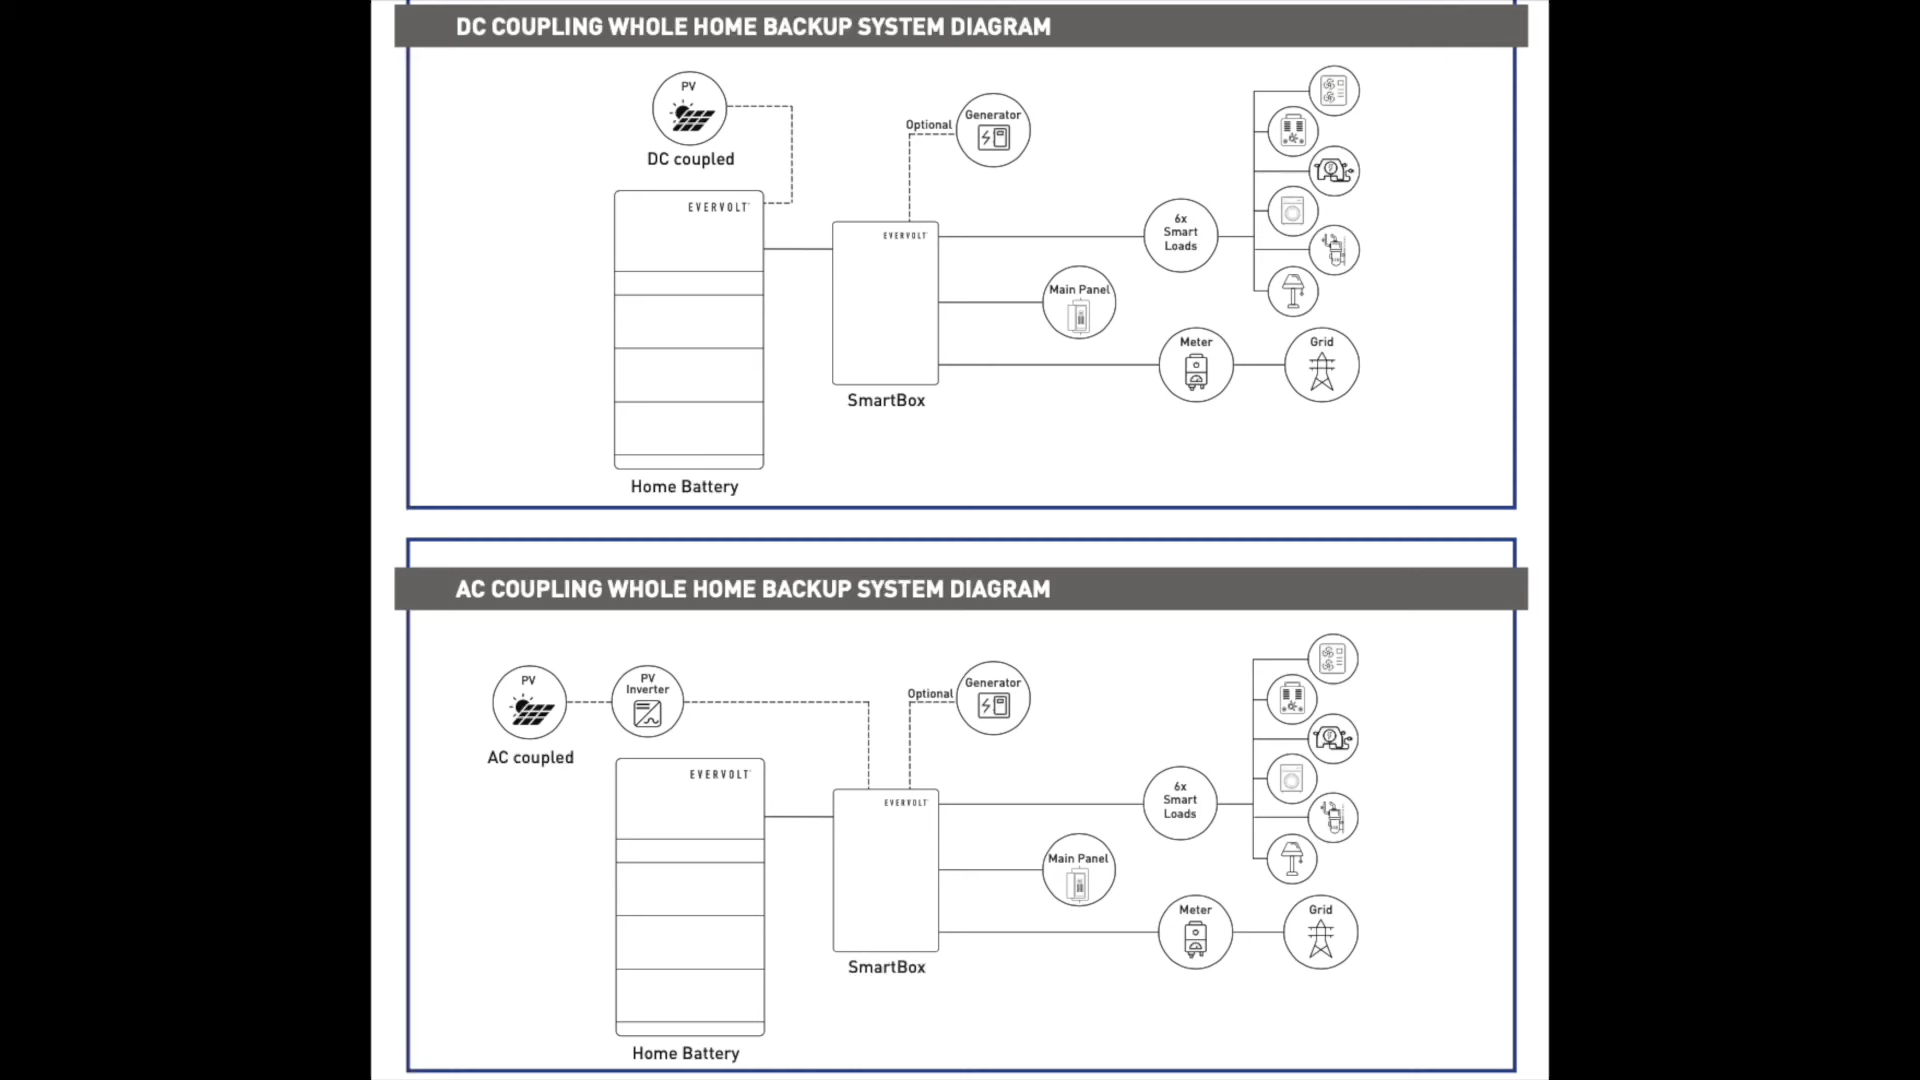 DC COUPLING WHOLE HOME BACKUP SYSTEM DIAGRAM
PV
DC coupled
Optional
Generator
EVERVOLT
EVERVOLT
6x
Smart
Loads
Main Panel
Meter
Grid
SmartBox
Home Battery
AC COUPLING WHOLE HOME BACKUP SYSTEM DIAGRAM
PV
AC coupled
PV
Inverter
Optional
Generator
EVERVOLT
EVERVOLT
6x
Smart
Loads
Main Panel
Meter
Grid
SmartBox
Home Battery